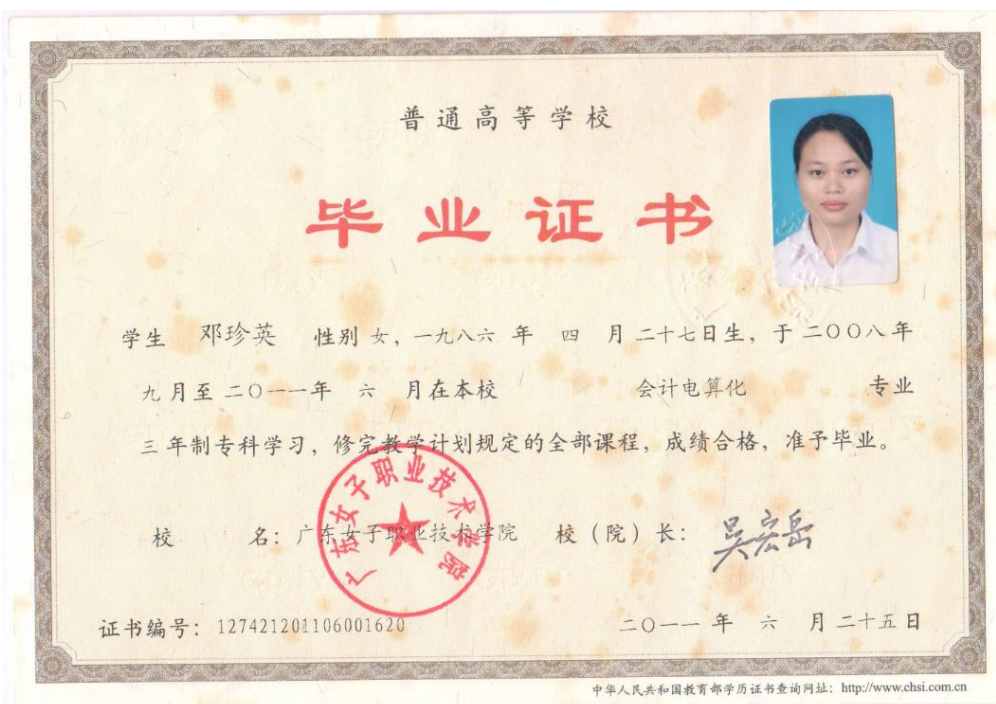 普通高等学校
毕业证书
学生 邓珍英 性别 女，一九八六 年 四 月 二十七日生，于 二〇〇八 年
九 月至 二〇一一 年 六 月在本校 会计电算化 专业
三 年制专科学习，修完教学计划规定的全部课程，成绩合格，准予毕业。
广东女子职业技术学院
校 名：广东女子职业技术学院 校（院）长：吴宏岳
证书编号：127421201106001620 二〇一一 年 六 月 二十五日
中华人民共和国教育部学历证书查询网址：http://www.chsi.com.cn